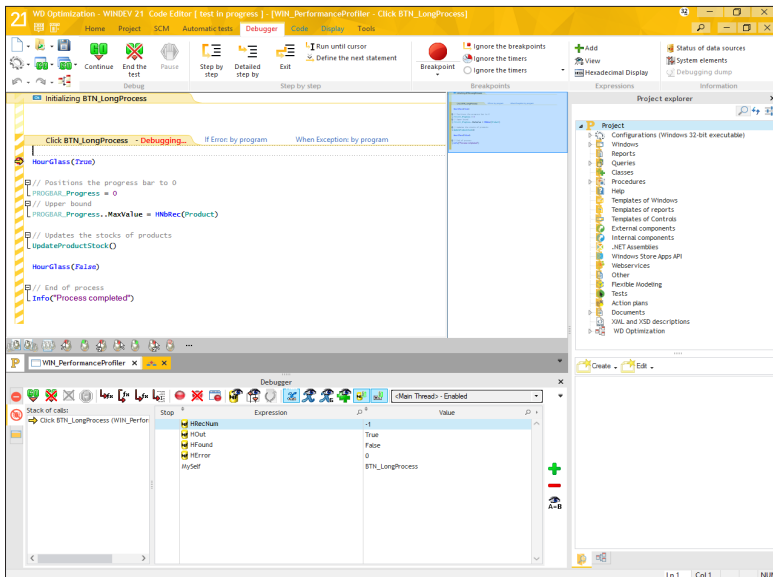 21 WD Optimization - WINDEV 21 Code Editor [ test in progress ] - [WIN_PerformanceProfiler - Click BTN_LongProcess]
32
Home Project SCM Automatic tests Debugger Code Display Tools
Continue
End the test
Pause
Debug
Step by step
Detailed step by
Exit
Run until cursor
Define the next statement
Step by step
Breakpoint
Ignore the breakpoints
Ignore the timers
Ignore the timers
Breakpoints
Add
View
Hexadecimal Display
Expressions
Status of data sources
System elements
Debugging dump
Information
Initializing BTN_LongProcess
Click BTN_LongProcess - Debugging... If Error: by program When Exception: by program
HourGlass(True)
// Positions the progress bar to 0
PROGBAR_Progress = 0
// Upper bound
PROGBAR_Progress..MaxValue = HNbRec(Product)
// Updates the stocks of products
UpdateProductStock()
HourGlass(False)
// End of process
Info("Process completed")
Project explorer
Project
Configurations (Windows 32-bit executable)
Windows
Reports
Queries
Classes
Procedures
Help
Templates of Windows
Templates of reports
Templates of Controls
External components
Internal components
.NET Assemblies
Windows Store Apps API
Webservices
Other
Flexible Modeling
Tests
Action plans
Documents
XML and XSD descriptions
WD Optimization
Create Edit
WIN_PerformanceProfiler
Debugger
<Main Thread> - Enabled
Stack of calls:
Click BTN_LongProcess (WIN_Perfor
Stop Expression Value
HRecNum -1
HOut True
HFound False
HError 0
MySelf BTN_LongProcess
A=B
Ln 1 Col 1 NUM